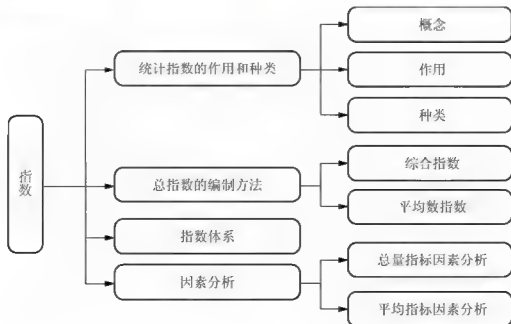 指数
统计指数的作用和种类
概念
作用
种类
总指数的编制方法
综合指数
平均数指数
指数体系
因素分析
总量指标因素分析
平均指标因素分析